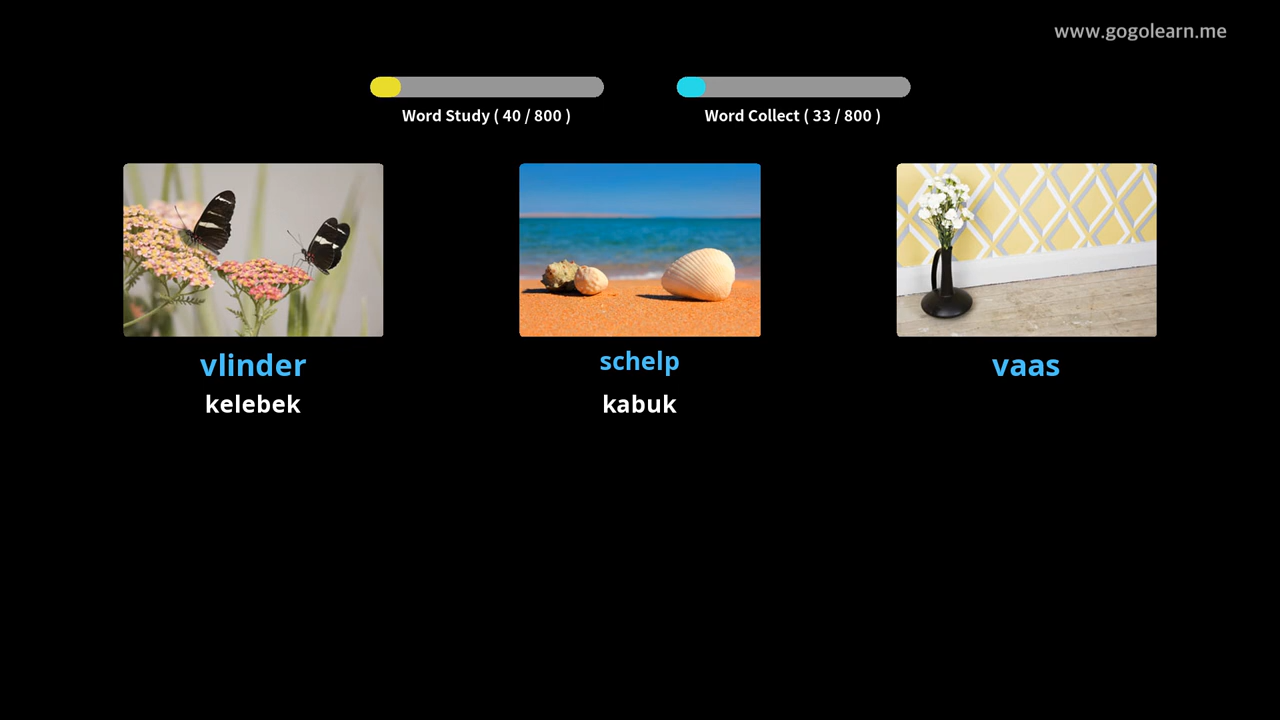 www.gogolearn.me
Word Study ( 40 / 800 )
Word Collect ( 33 / 800 )
vlinder
kelebek
schelp
kabuk
vaas